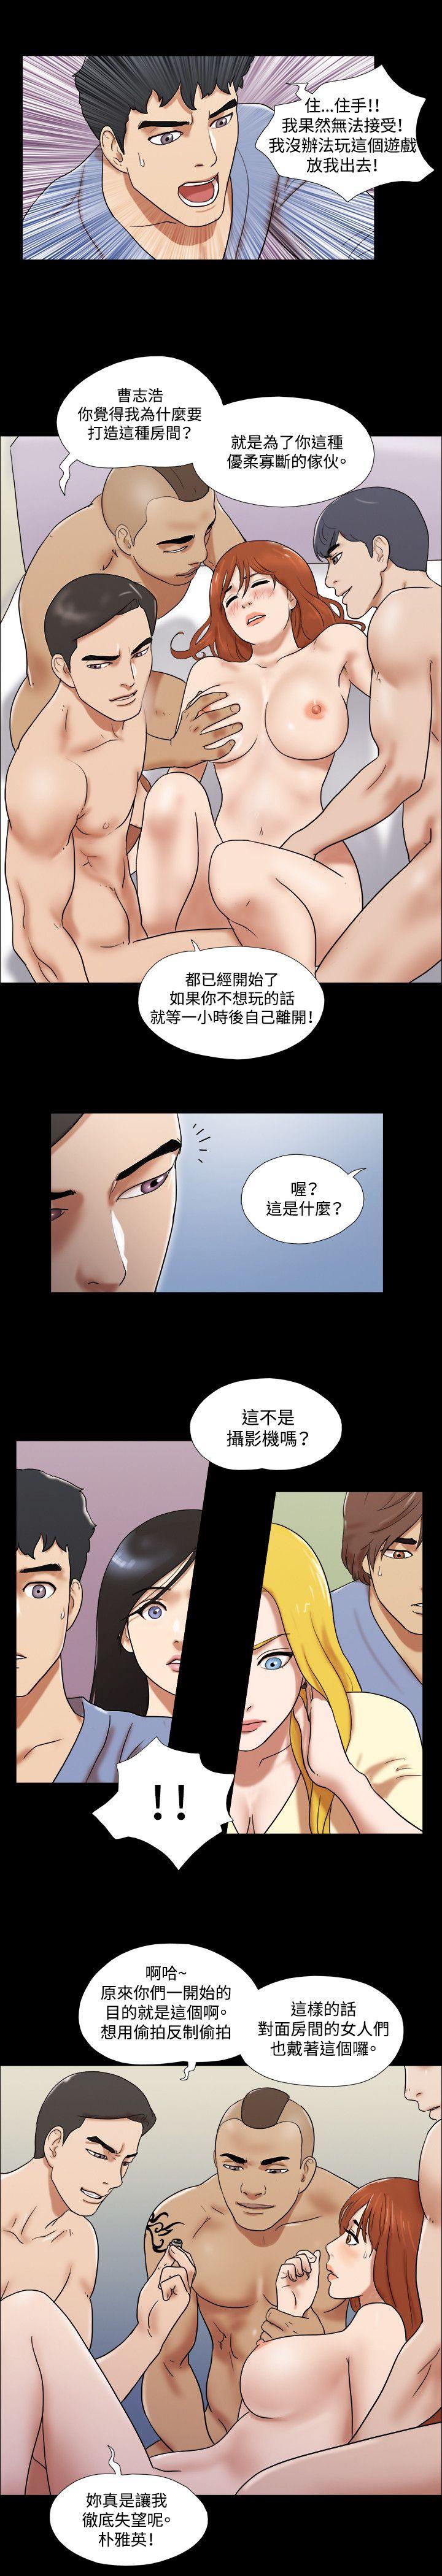 住...住手!!
我果然無法接受!
我沒辦法玩這個遊戲
放我出去!
曹志浩
你覺得我為什麼要
打造這種房間?
就是為了你這種
優柔寡斷的傢伙。
都已經開始了
如果你不想玩的話
就等一小時後自己離開!
喔?
這是什麼?
這不是
攝影機嗎?
!!
啊哈~
原來你們一開始的
目的就是這個啊。
想用偷拍反制偷拍
這樣的話
對面房間的女人們
也戴著這個囉。
妳真是讓我
徹底失望呢。
朴雅英!